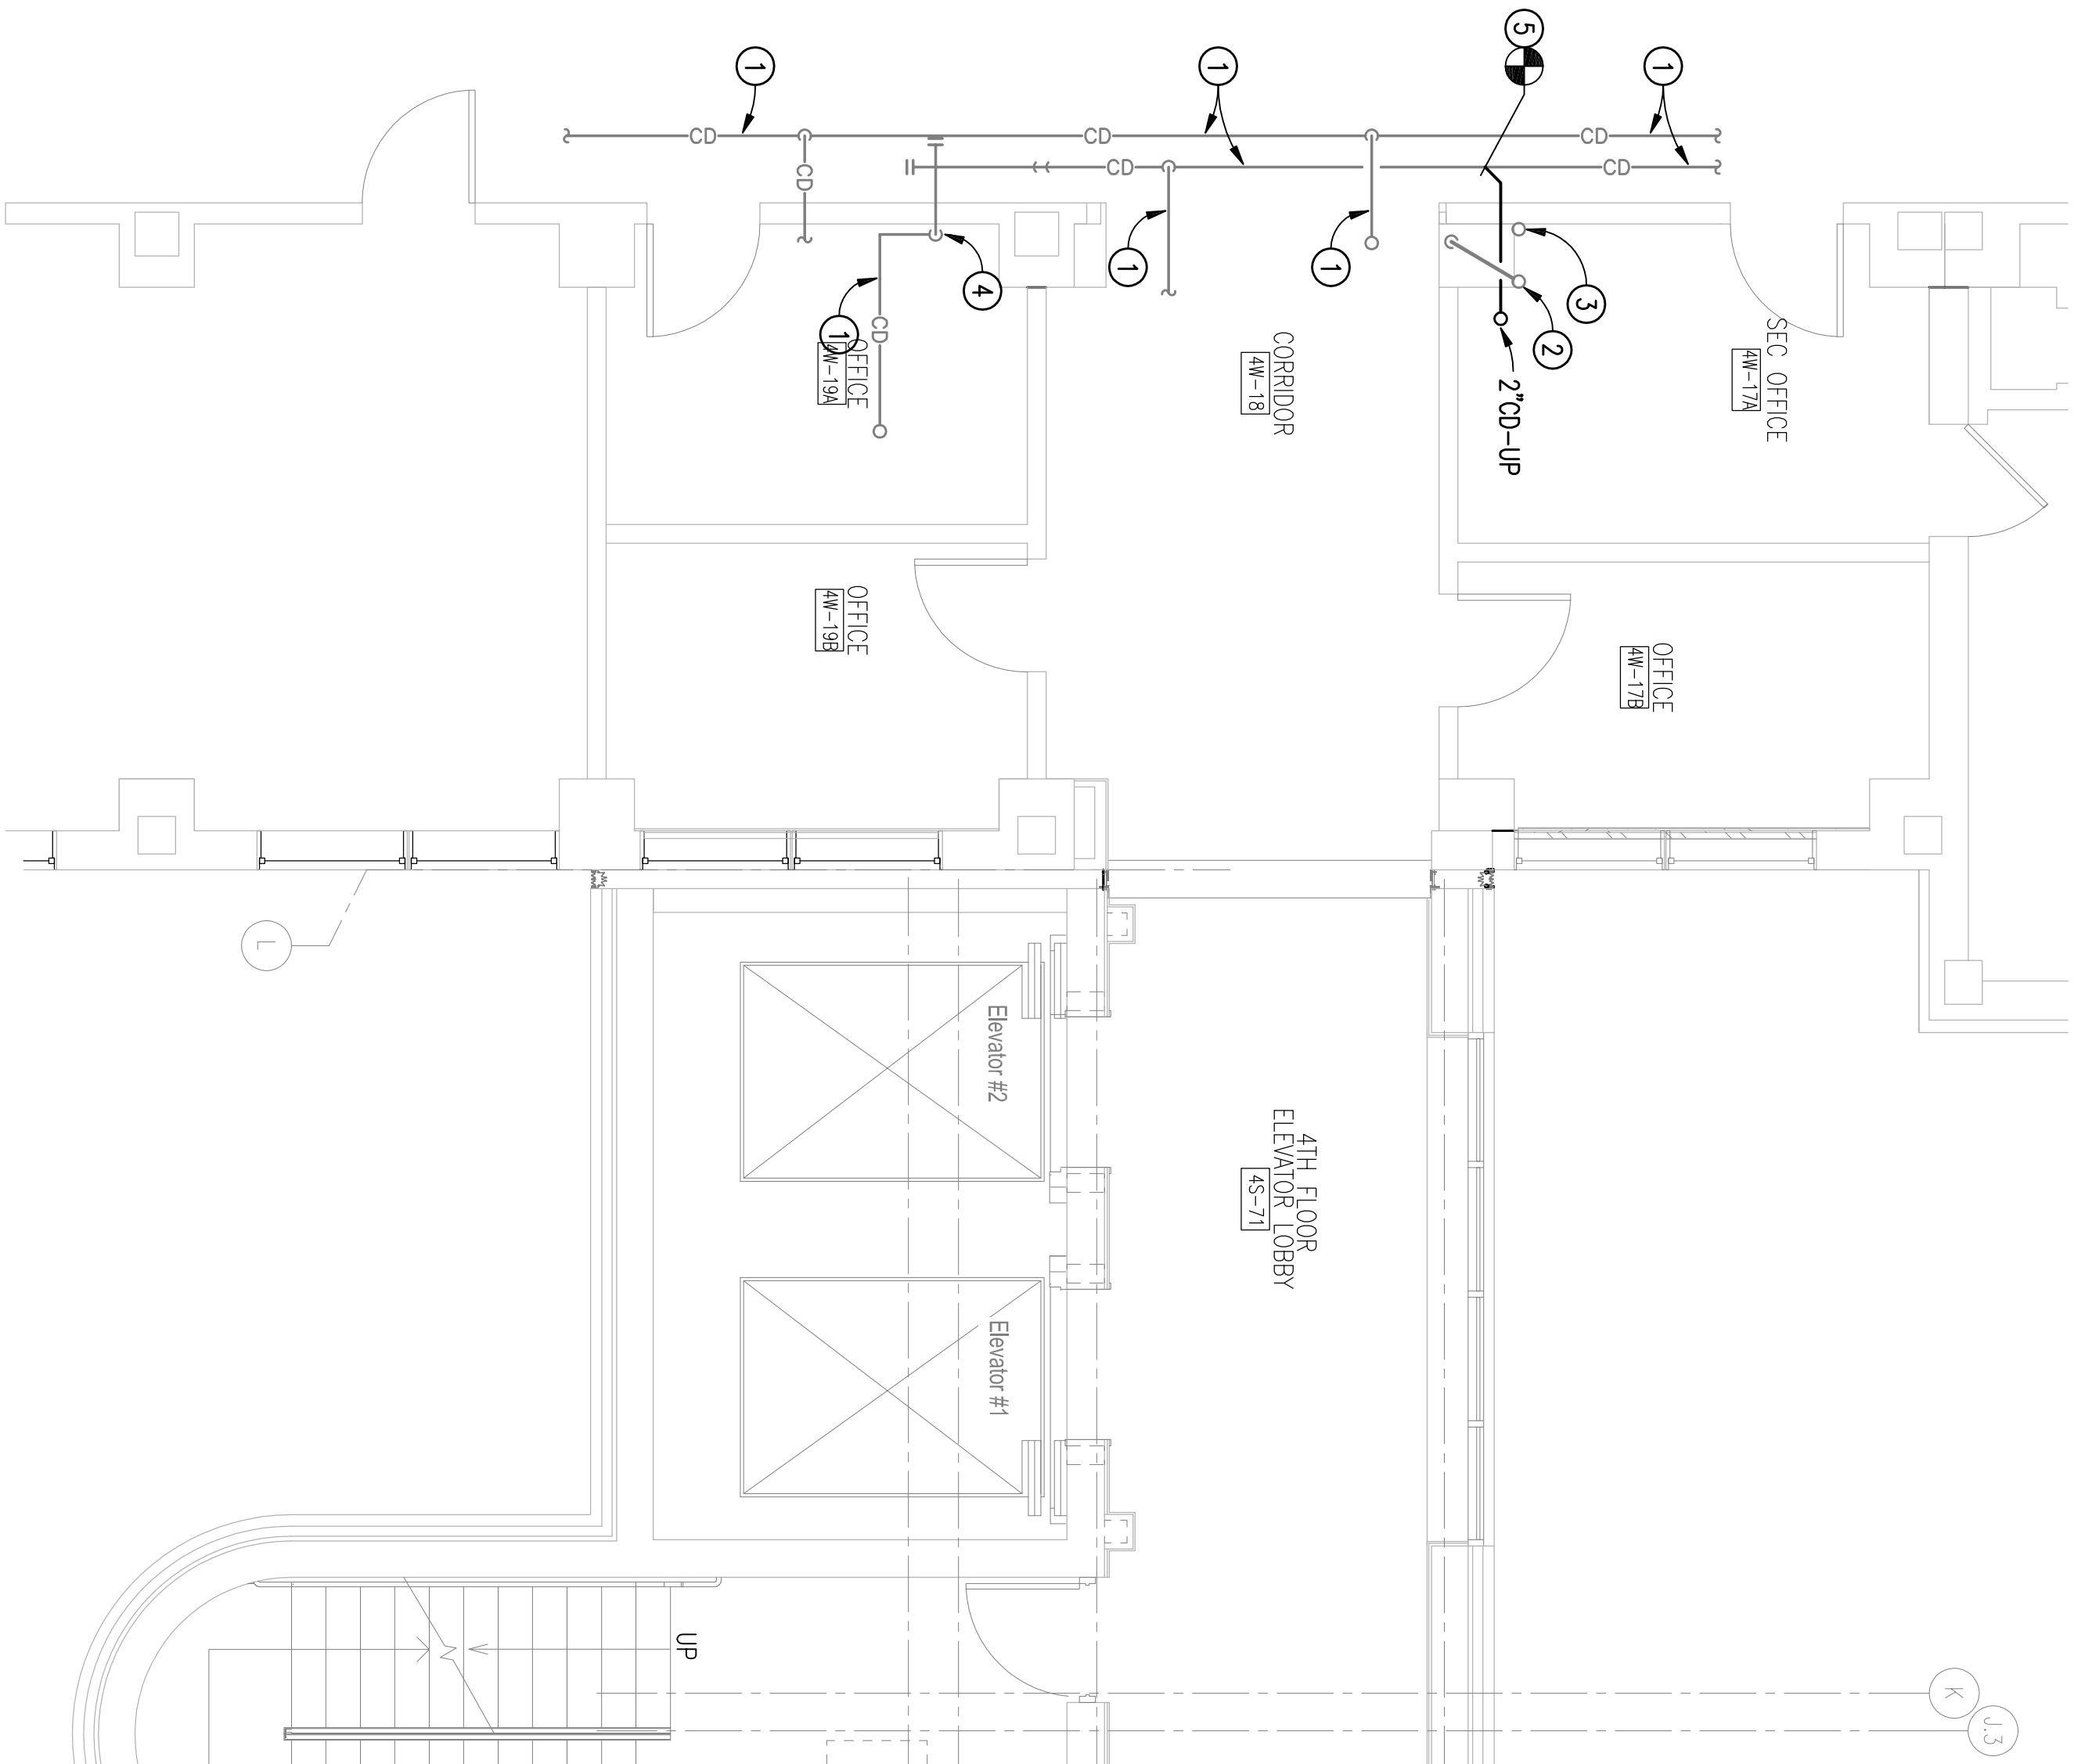 5
1
1
1
CD
CD
CD
CD
CD
CD
1
1
4
3
2
1
CD
OFFICE
4W-19A
CORRIDOR
4W-18
2"CD-UP
SEC OFFICE
4W-17A
OFFICE
4W-19B
OFFICE
4W-17B
L
Elevator #2
4TH FLOOR
ELEVATOR LOBBY
4S-71
Elevator #1
UP
K
J.3